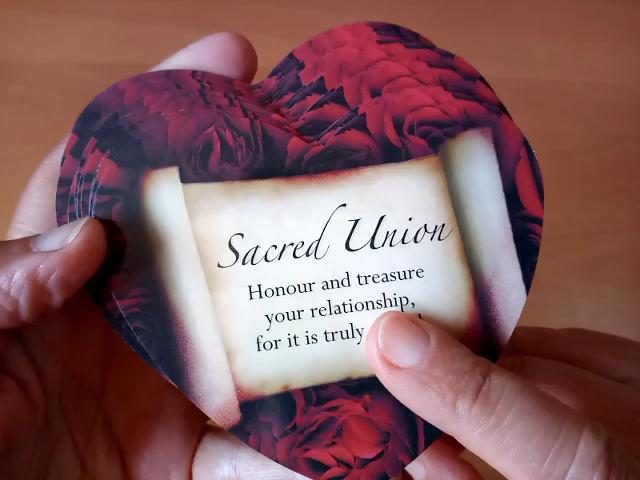 Sacred Union
Honour and treasure
your relationship,
for it is truly